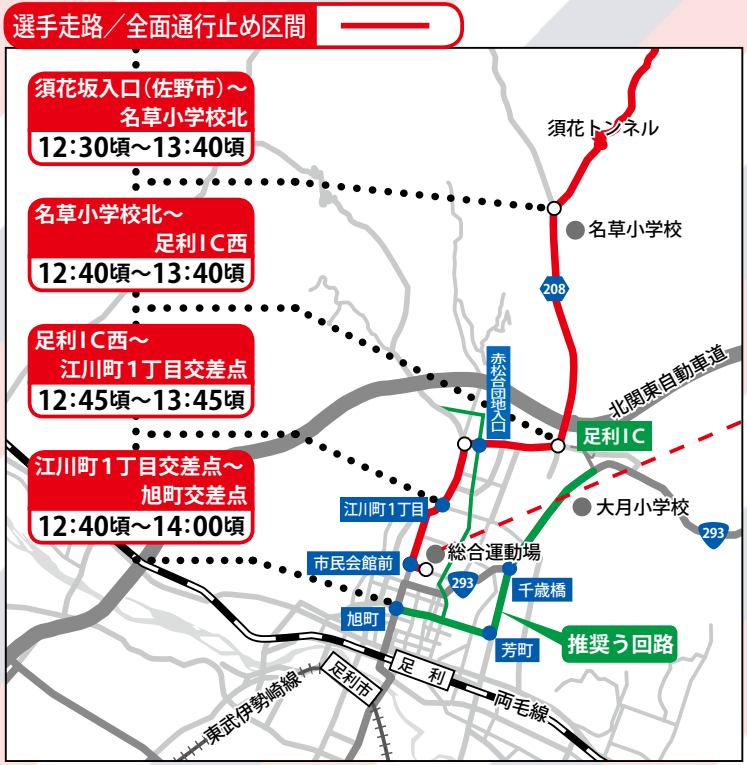 選手走路／全面通行止め区間
須花坂入口（佐野市）～
名草小学校北
12:30頃～13:40頃
名草小学校北～
足利IC西
12:40頃～13:40頃
足利IC西～
江川町1丁目交差点
12:45頃～13:45頃
江川町1丁目交差点～
旭町交差点
12:40頃～14:00頃
須花トンネル
名草小学校
208
北関東自動車道
赤松台団地入口
足利IC
大月小学校
293
江川町1丁目
総合運動場
市民会館前
293
千歳橋
旭町
芳町
推奨う回路
足利
足利市
両毛線
東武伊勢崎線